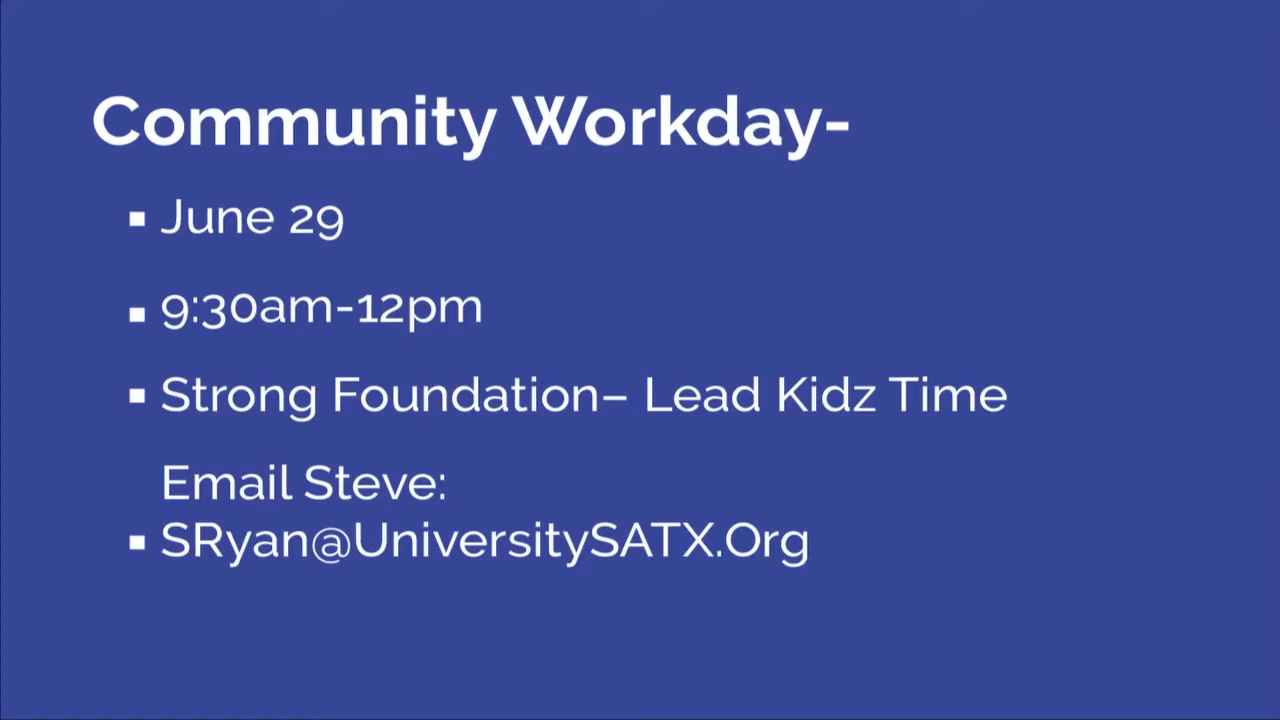 Community Workday-
▪ June 29
▪ 9:30am-12pm
▪ Strong Foundation– Lead Kidz Time
Email Steve:
▪ SRyan@UniversitySATX.Org